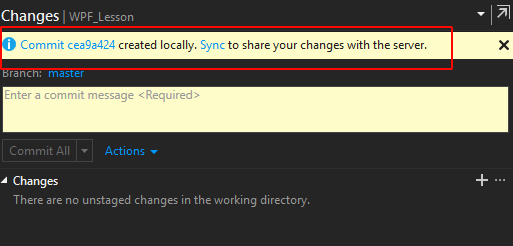 Changes | WPF_Lesson
Commit cea9a424 created locally. Sync to share your changes with the server.
Branch: master
Enter a commit message <Required>
Commit All Actions
Changes
There are no unstaged changes in the working directory.